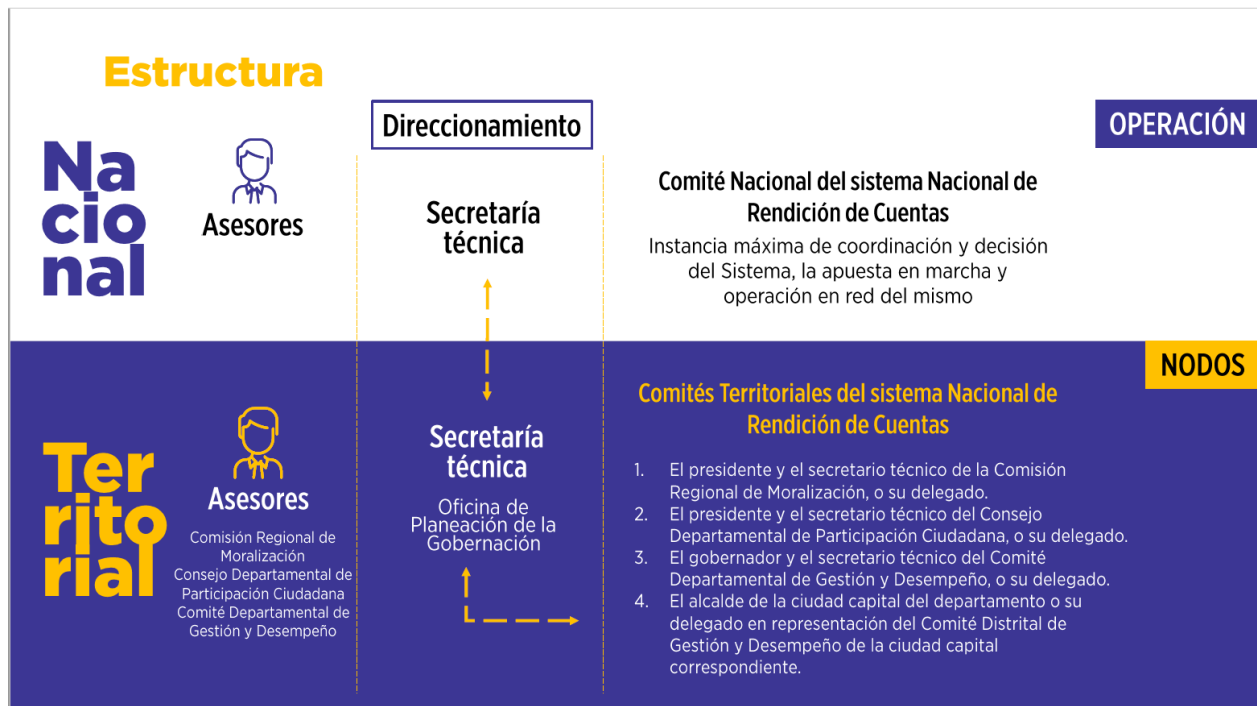 Estructura
Direccionamiento
OPERACIÓN
Na
cio
nal
Asesores
Secretaría
técnica
Comité Nacional del sistema Nacional de
Rendición de Cuentas
Instancia máxima de coordinación y decisión
del Sistema, la apuesta en marcha y
operación en red del mismo
NODOS
Ter
rito
rial
Asesores
Comisión Regional de
Moralización
Consejo Departamental de
Participación Ciudadana
Comité Departamental de
Gestión y Desempeño
Secretaría
técnica
Oficina de
Planeación de la
Gobernación
Comités Territoriales del sistema Nacional de
Rendición de Cuentas
1. El presidente y el secretario técnico de la Comisión
Regional de Moralización, o su delegado.
2. El presidente y el secretario técnico del Consejo
Departamental de Participación Ciudadana, o su delegado.
3. El gobernador y el secretario técnico del Comité
Departamental de Gestión y Desempeño, o su delegado.
4. El alcalde de la ciudad capital del departamento o su
delegado en representación del Comité Distrital de
Gestión y Desempeño de la ciudad capital
correspondiente.